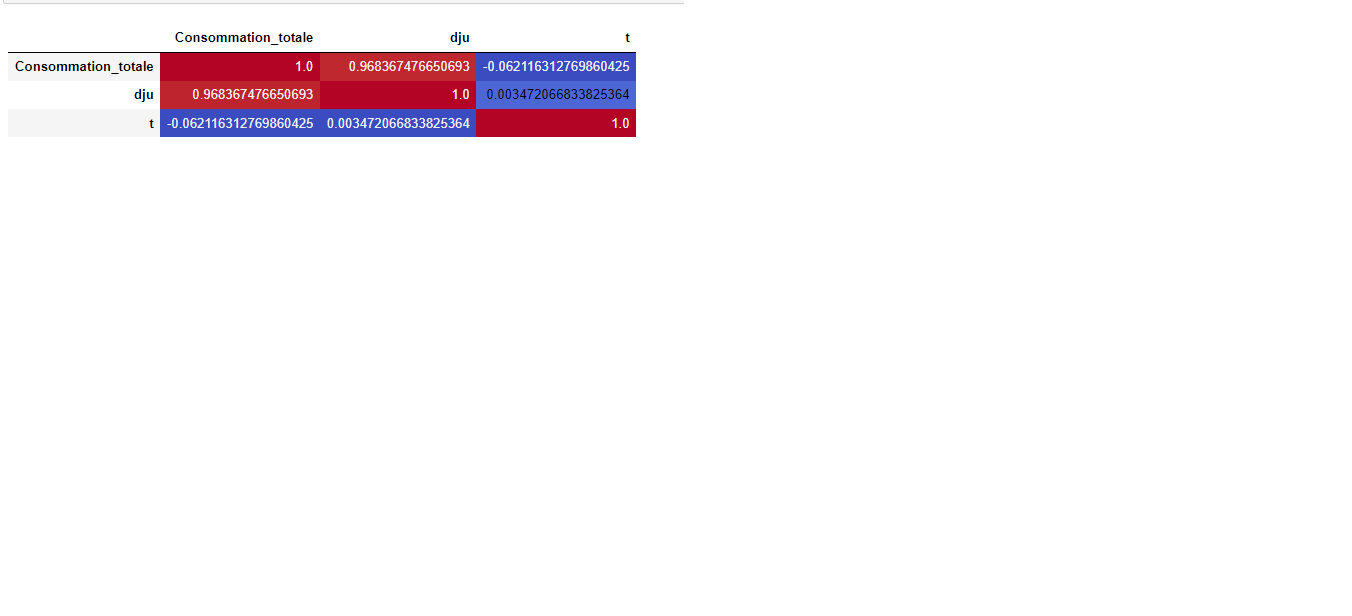 Consommation_totale dju t
Consommation_totale 1.0 0.968367476650693 -0.062116312769860425
dju 0.968367476650693 1.0 0.003472066833825364
t -0.062116312769860425 0.003472066833825364 1.0